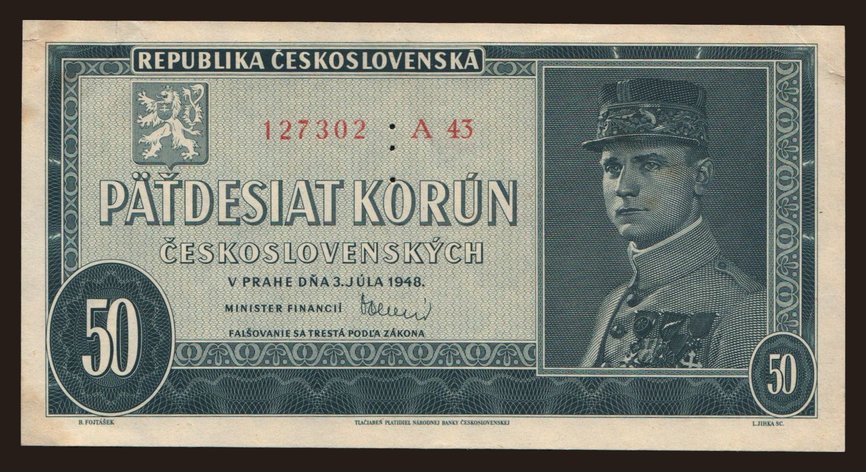 REPUBLIKA ČESKOSLOVENSKÁ
127302 A 43
PÄŤDESIAT KORÚN
ČESKOSLOVENSKÝCH
V PRAHE DŇA 3. JÚLA 1948.
MINISTER FINANCIÍ
FALŠOVANIE SA TRESTÁ PODĽA ZÁKONA
50
50
B. FOJTÁŠEK
TLAČIAREŇ PLATIDIEL NÁRODNEJ BANKY ČESKOSLOVENSKEJ
L. JIRKA SC.